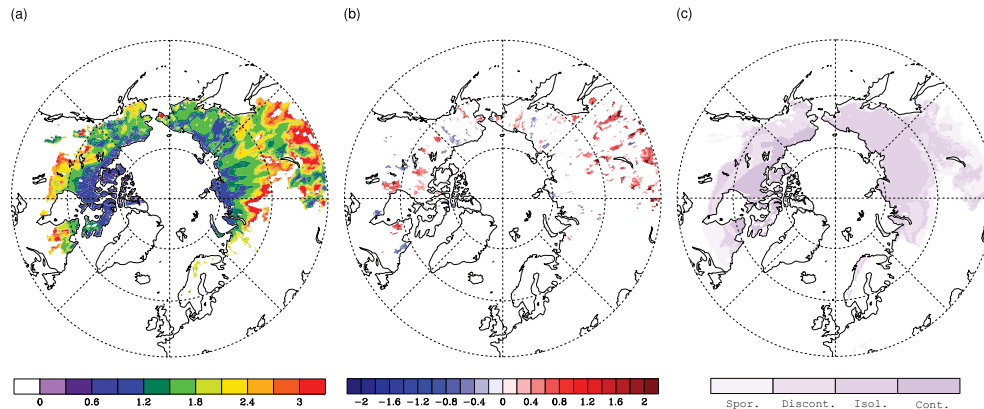 (a) (b) (c)
0 0.6 1.2 1.8 2.4 3
−2 −1.6 −1.2 −0.8 −0.4 0 0.4 0.8 1.2 1.6 2
Spor. Discont. Isol. Cont.